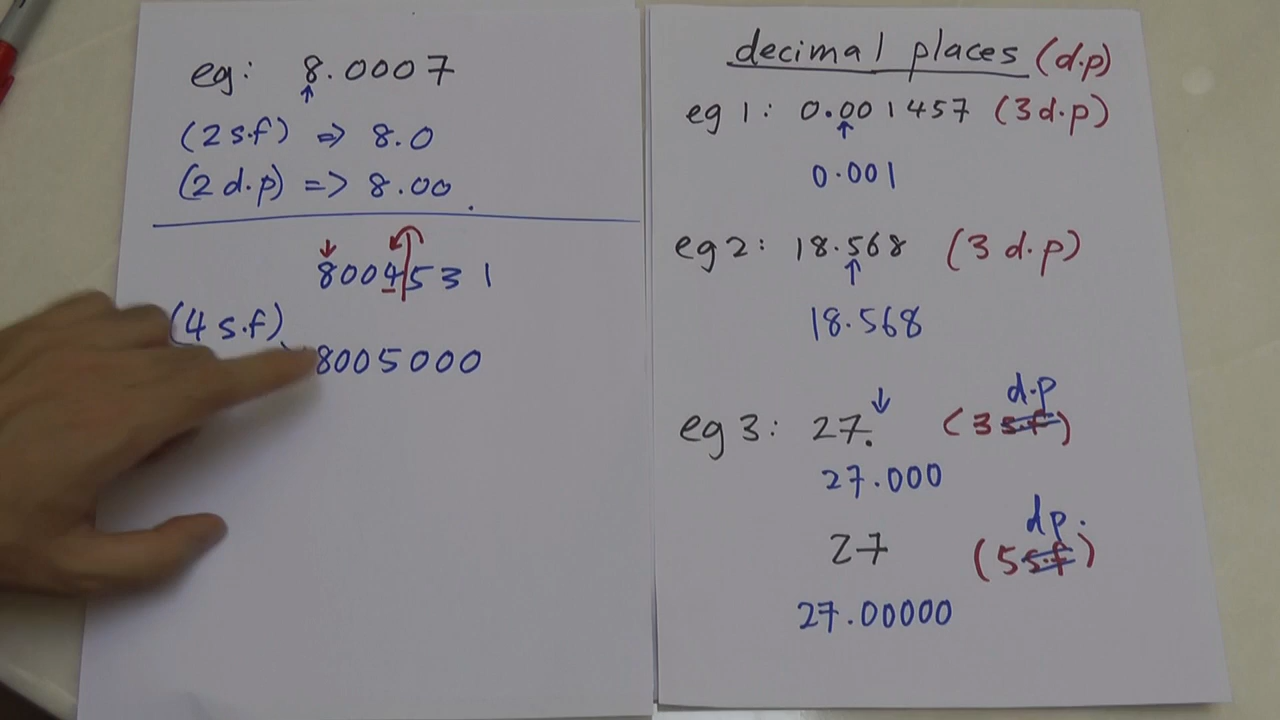 eg: 8.0007
(2 s.f) => 8.0
(2 d.p) => 8.00.
8004531
(4 s.f)
8005000
decimal places (d.p)
eg 1: 0.001457 (3 d.p)
0.001
eg 2: 18.568 (3 d.p)
18.568
d.p
eg 3: 27. (3 s.f)
27.000
dp.
27 (5 s.f)
27.00000